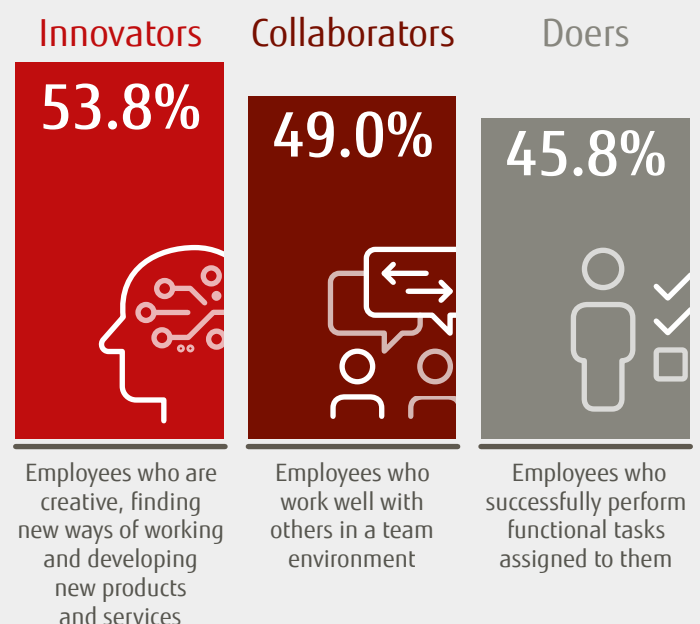 Innovators
53.8%
Employees who are
creative, finding
new ways of working
and developing
new products
and services
Collaborators
49.0%
Employees who
work well with
others in a team
environment
Doers
45.8%
Employees who
successfully perform
functional tasks
assigned to them